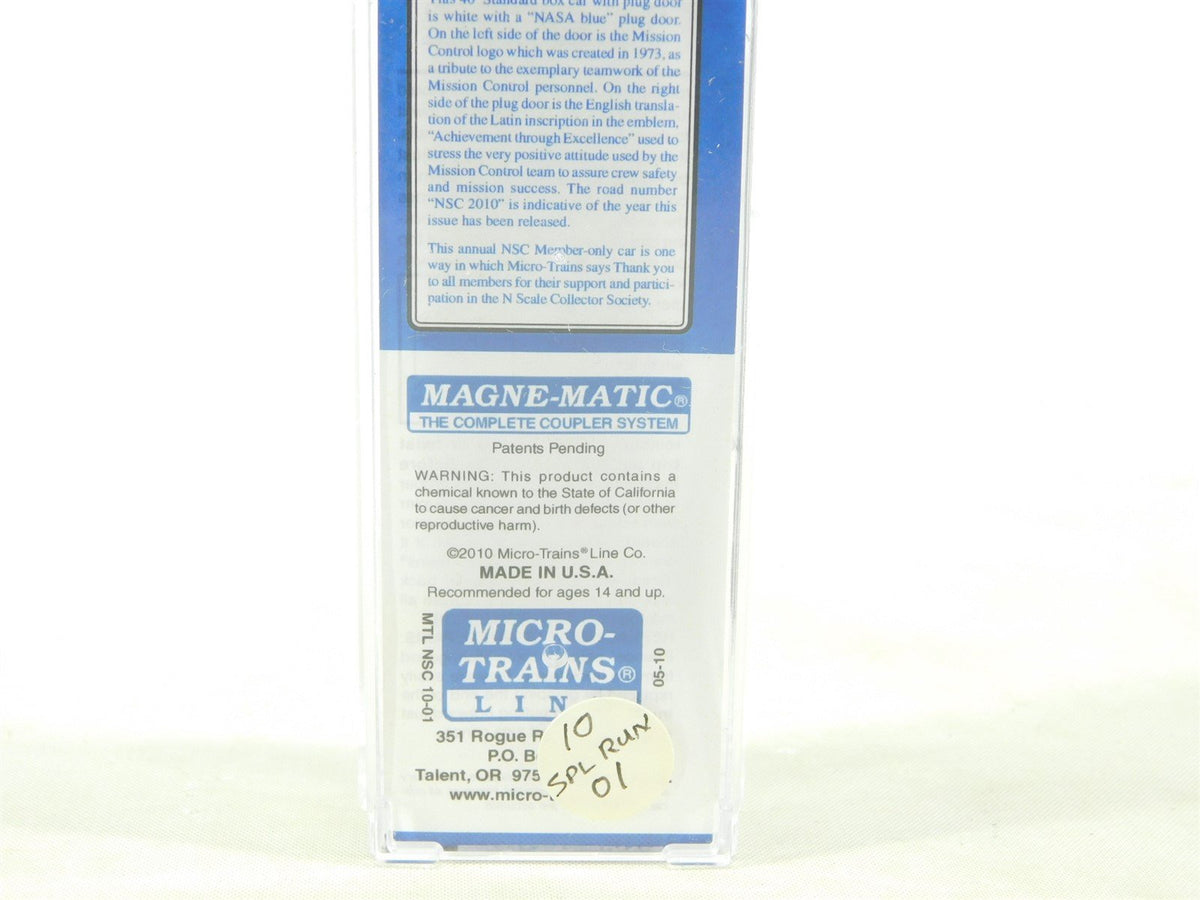 This 40' Standard box car with plug door
is white with a "NASA blue" plug door.
On the left side of the door is the Mission
Control logo which was created in 1973, as
a tribute to the exemplary teamwork of the
Mission Control personnel. On the right
side of the plug door is the English transla-
tion of the Latin inscription in the emblem,
"Achievement through Excellence" used to
stress the very positive attitude used by the
Mission Control team to assure crew safety
and mission success. The road number
"NSC 2010" is indicative of the year this
issue has been released.
This annual NSC Member-only car is one
way in which Micro-Trains says Thank you
to all members for their support and partici-
pation in the N Scale Collector Society.
MAGNE-MATIC®
THE COMPLETE COUPLER SYSTEM
Patents Pending
WARNING: This product contains a
chemical known to the State of California
to cause cancer and birth defects (or other
reproductive harm).
©2010 Micro-Trains® Line Co.
MADE IN U.S.A.
Recommended for ages 14 and up.
MTL NSC 10-01
MICRO-
TRAINS®
LIN
05-10
351 Rogue
P.O. B
Talent, OR 975
www.micro-
10
SPL RUN
01